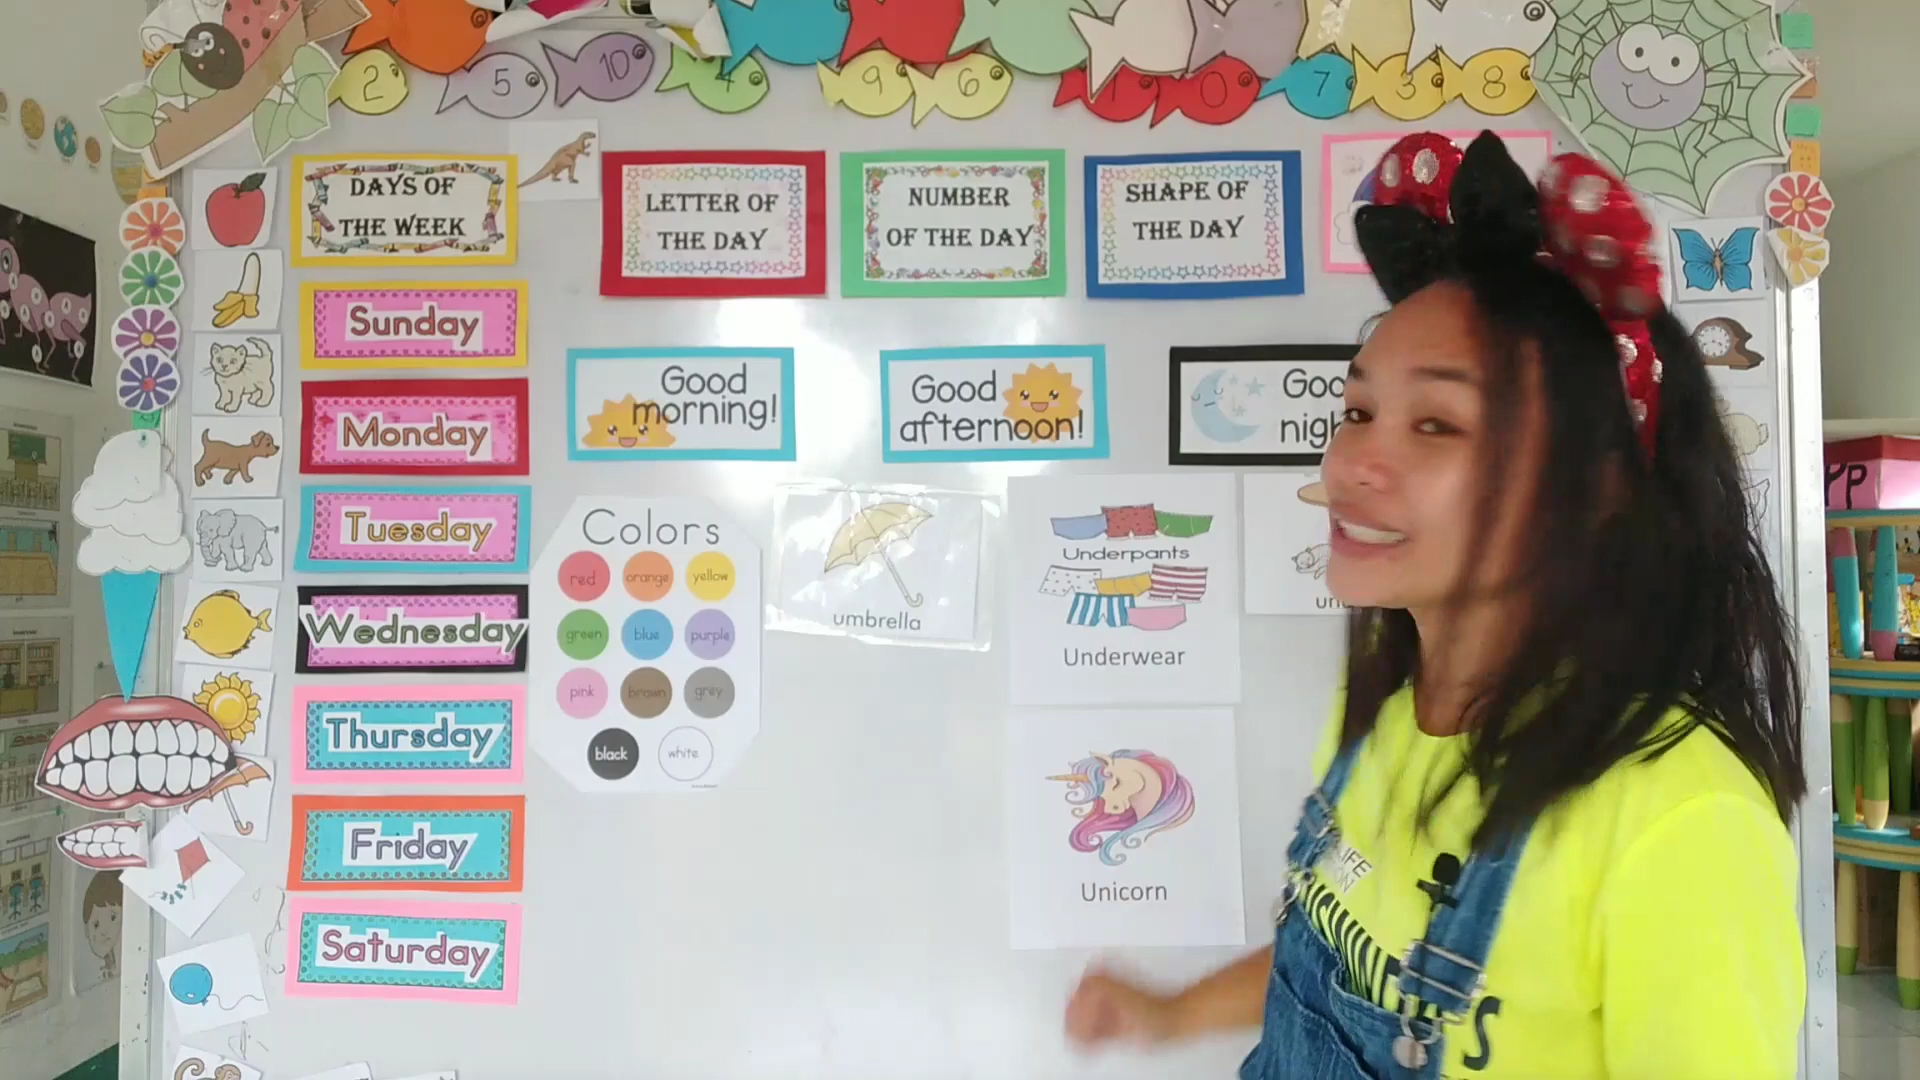 2
5
10
4
9
6
1
0
7
3
8
DAYS OF
THE WEEK
LETTER OF
THE DAY
NUMBER
OF THE DAY
SHAPE OF
THE DAY
Sunday
Monday
Tuesday
Wednesday
Thursday
Friday
Saturday
Good
morning!
Good
afternoon!
Colors
red
orange
yellow
green
blue
purple
pink
brown
grey
black
white
umbrella
Underpants
Underwear
Unicorn
PP